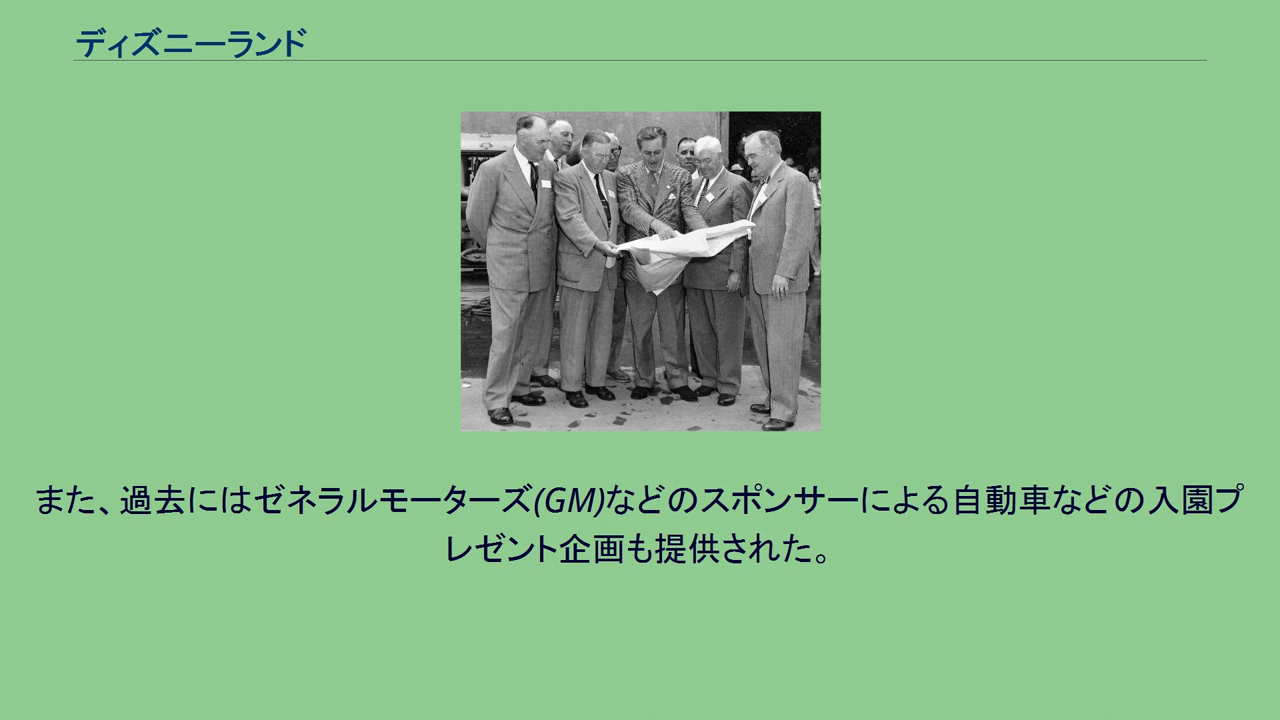 ディズニーランド
また、過去にはゼネラルモーターズ(GM)などのスポンサーによる自動車などの入園プ
レゼント企画も提供された。